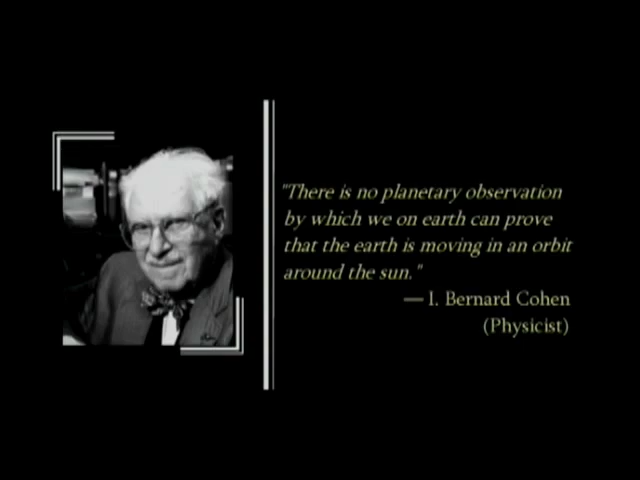 "There is no planetary observation
by which we on earth can prove
that the earth is moving in an orbit
around the sun."
— I. Bernard Cohen
(Physicist)